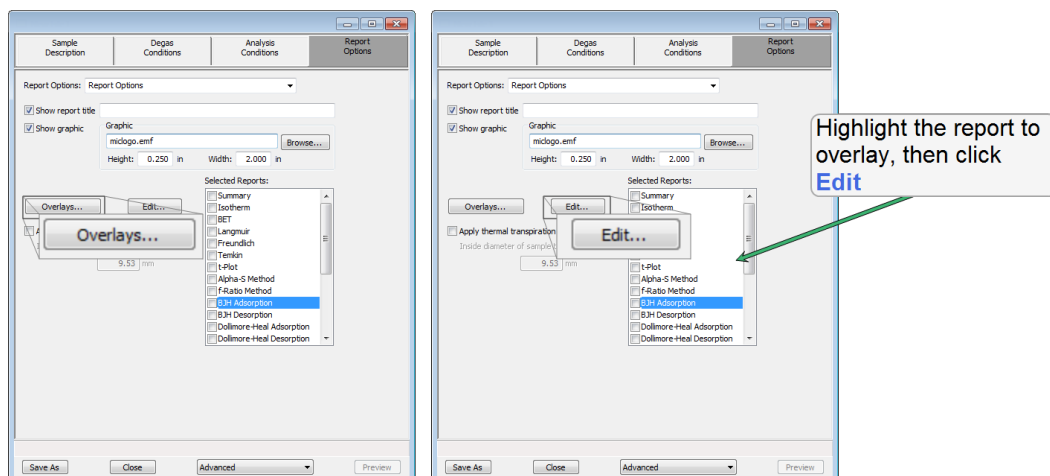 Sample Description
Degas Conditions
Analysis Conditions
Report Options
Report Options: Report Options
Show report title
Show graphic
Graphic
miclogo.emf
Browse...
Height: 0.250 in Width: 2.000 in
Selected Reports:
Overlays... Edit...
Overlays...
A
I
9.53 mm
Summary
Isotherm
BET
Langmuir
Freundlich
Temkin
t-Plot
Alpha-S Method
f-Ratio Method
BJH Adsorption
BJH Desorption
Dollimore-Heal Adsorption
Dollimore-Heal Desorption
Save As Close Advanced Preview
Sample Description
Degas Conditions
Analysis Conditions
Report Options
Report Options: Report Options
Show report title
Show graphic
Graphic
miclogo.emf
Browse...
Height: 0.250 in Width: 2.000 in
Selected Reports:
Overlays... Edit...
Edit...
Apply thermal transpiration
Inside diameter of sample
9.53 mm
Summary
Isotherm
t-Plot
Alpha-S Method
f-Ratio Method
BJH Adsorption
BJH Desorption
Dollimore-Heal Adsorption
Dollimore-Heal Desorption
Save As Close Advanced Preview
Highlight the report to
overlay, then click
Edit